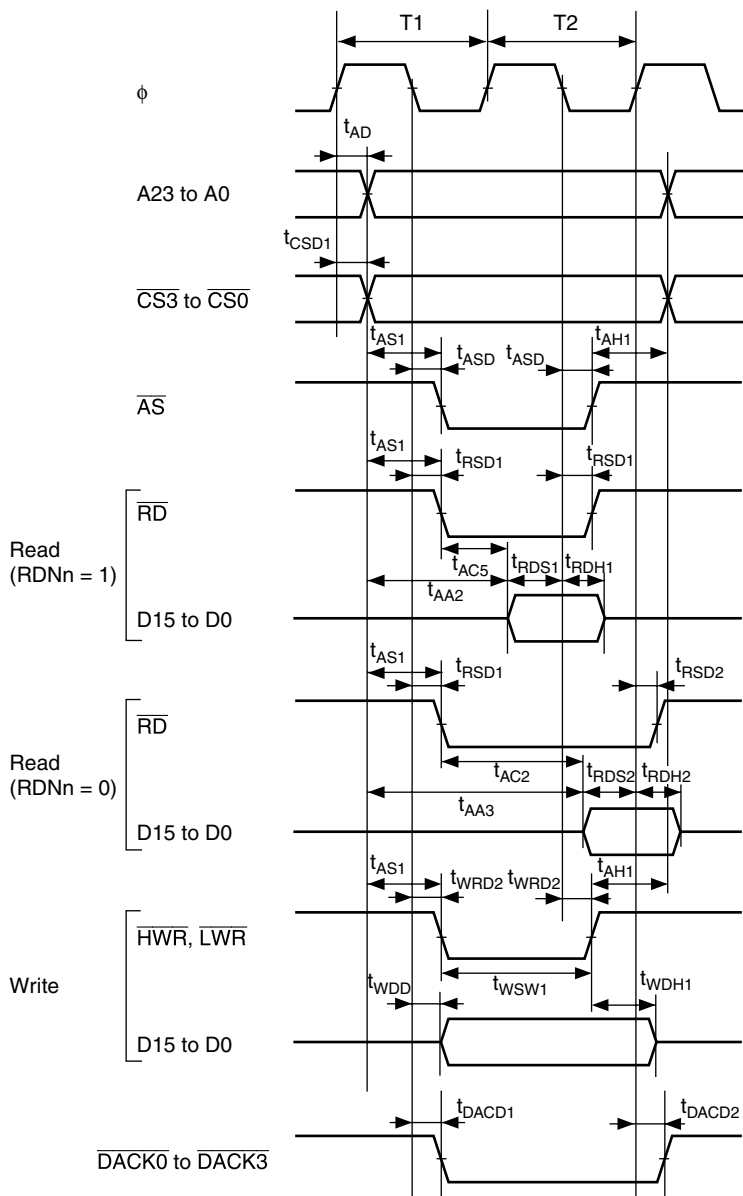 T1 T2
ϕ
tAD
A23 to A0
tCSD1
CS3 to CS0
tAS1 tASD tASD tAH1
AS
tAS1 tRSD1 tRSD1
RD
Read
(RDNn = 1)
tAC5 tRDS1 tRDH1
tAA2
D15 to D0
tAS1 tRSD1 tRSD2
RD
Read
(RDNn = 0)
tAC2 tRDS2 tRDH2
tAA3
D15 to D0
tAS1 tWRD2 tWRD2 tAH1
HWR, LWR
Write
tWDD tWSW1 tWDH1
D15 to D0
tDACD1 tDACD2
DACK0 to DACK3